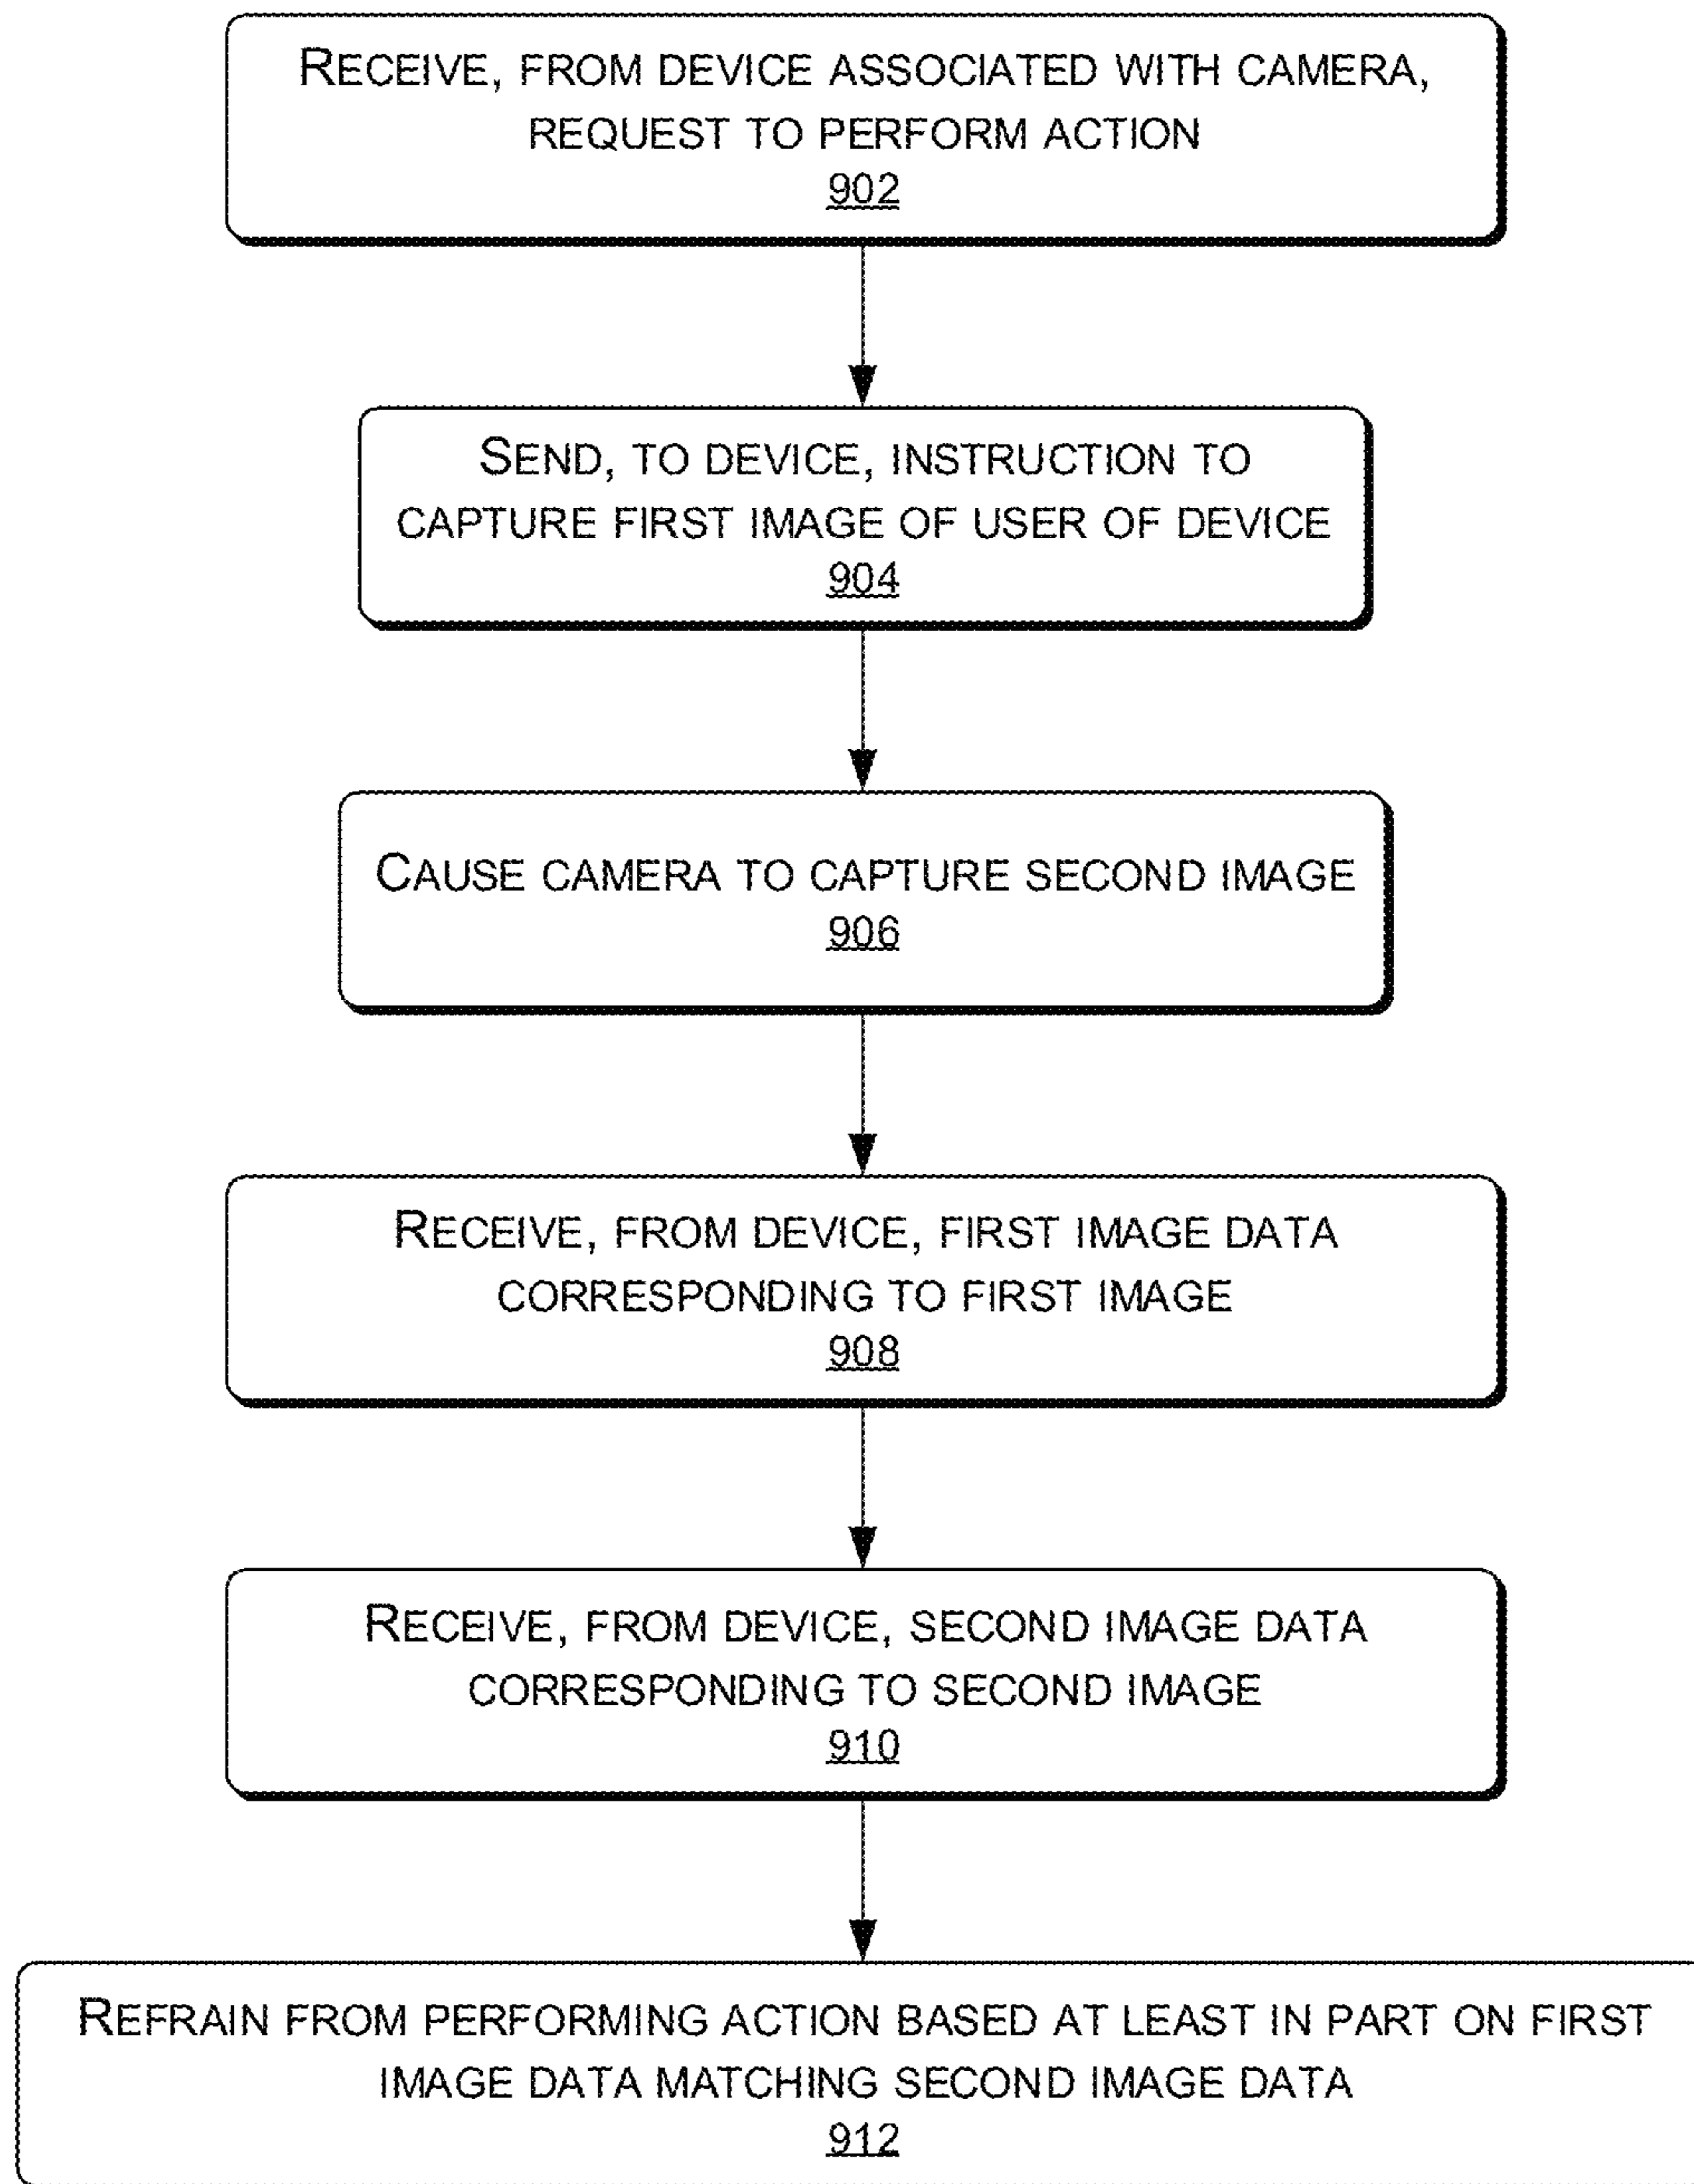 RECEIVE, FROM DEVICE ASSOCIATED WITH CAMERA,
REQUEST TO PERFORM ACTION
902
SEND, TO DEVICE, INSTRUCTION TO
CAPTURE FIRST IMAGE OF USER OF DEVICE
904
CAUSE CAMERA TO CAPTURE SECOND IMAGE
906
RECEIVE, FROM DEVICE, FIRST IMAGE DATA
CORRESPONDING TO FIRST IMAGE
908
RECEIVE, FROM DEVICE, SECOND IMAGE DATA
CORRESPONDING TO SECOND IMAGE
910
REFRAIN FROM PERFORMING ACTION BASED AT LEAST IN PART ON FIRST
IMAGE DATA MATCHING SECOND IMAGE DATA
912